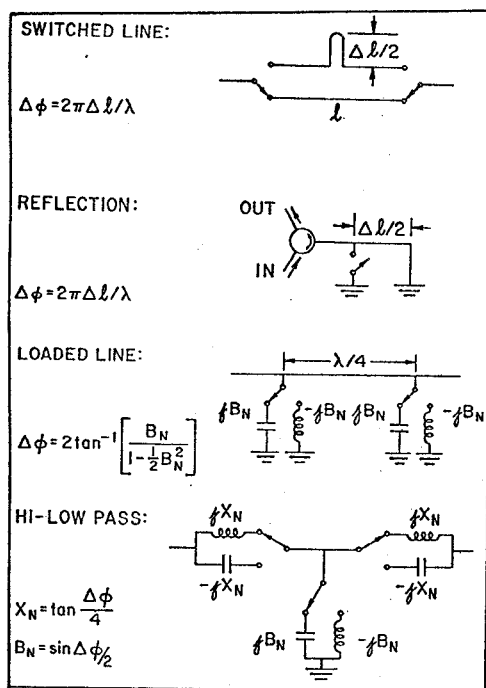 SWITCHED LINE:
Δℓ/2
Δϕ=2πΔℓ/λ
ℓ
REFLECTION:
OUT
Δℓ/2
IN
Δϕ=2πΔℓ/λ
LOADED LINE:
λ/4
jB_N -jB_N jB_N -jB_N
Δϕ=2tan⁻¹[B_N/(1-½B_N²)]
HI-LOW PASS:
jX_N jX_N
-jX_N -jX_N
X_N=tan Δϕ/4
jB_N -jB_N
B_N=sinΔϕ/2